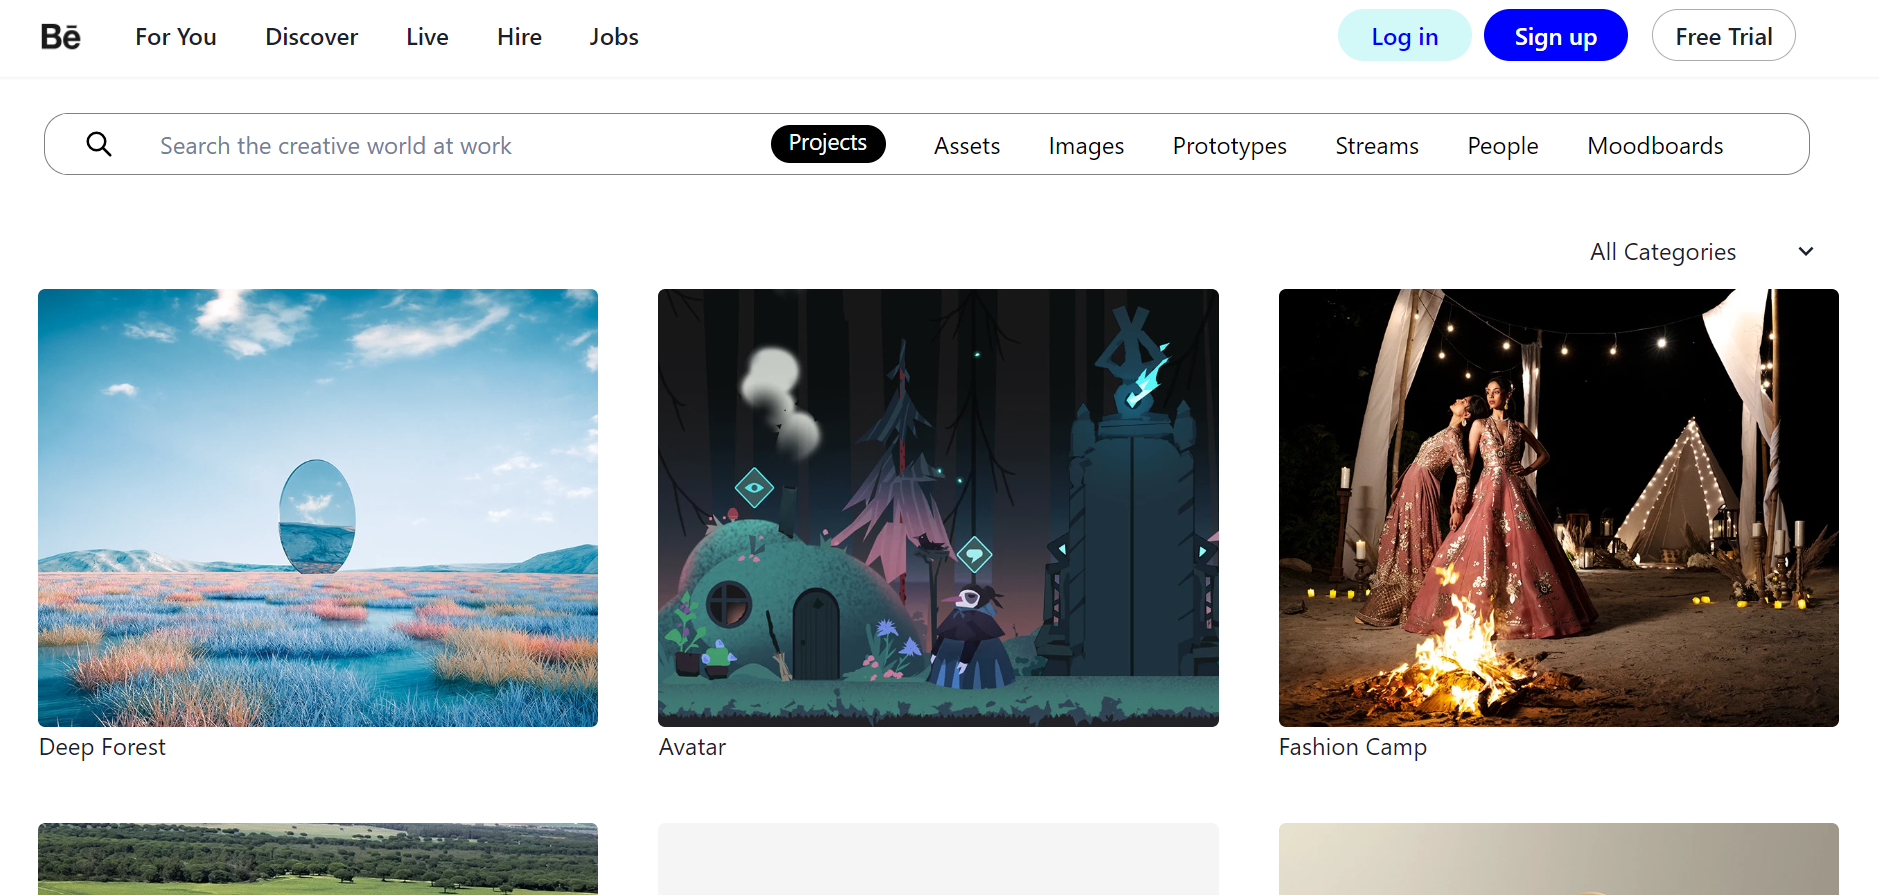 Bē For You Discover Live Hire Jobs Log in Sign up Free Trial
Search the creative world at work Projects Assets Images Prototypes Streams People Moodboards
All Categories
Deep Forest Avatar Fashion Camp